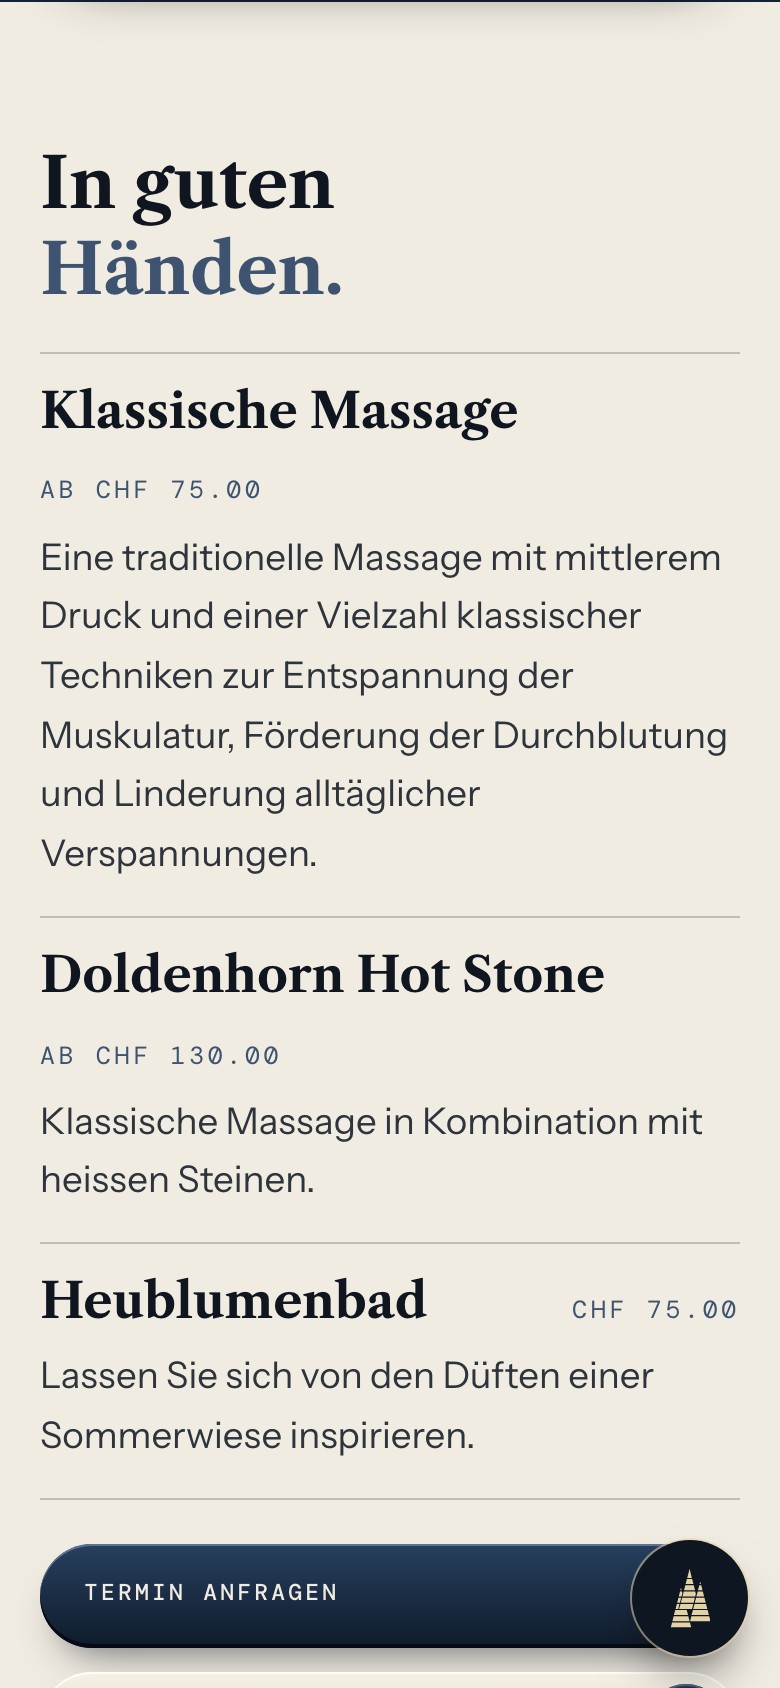 In guten
Händen.
Klassische Massage
AB CHF 75.00
Eine traditionelle Massage mit mittlerem
Druck und einer Vielzahl klassischer
Techniken zur Entspannung der
Muskulatur, Förderung der Durchblutung
und Linderung alltäglicher
Verspannungen.
Doldenhorn Hot Stone
AB CHF 130.00
Klassische Massage in Kombination mit
heissen Steinen.
Heublumenbad CHF 75.00
Lassen Sie sich von den Düften einer
Sommerwiese inspirieren.
TERMIN ANFRAGEN